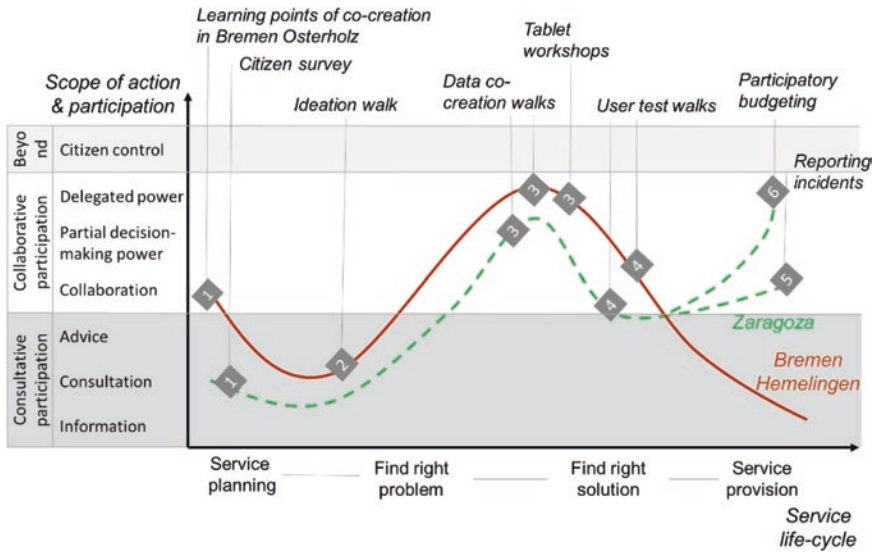 Learning points of co-creation
in Bremen Osterholz
Citizen survey
Scope of action
& participation
Ideation walk
Data co-
creation walks
Tablet
workshops
User test walks
Participatory
budgeting
Reporting
incidents
Beyo
nd
Citizen control
Collaborative
participation
Delegated power
Partial decision-
making power
Collaboration
Consultative
participation
Advice
Consultation
Information
1
1
2
3
3
3
4
4
5
6
Zaragoza
Bremen
Hemelingen
Service
planning
Find right
problem
Find right
solution
Service
provision
Service
life-cycle